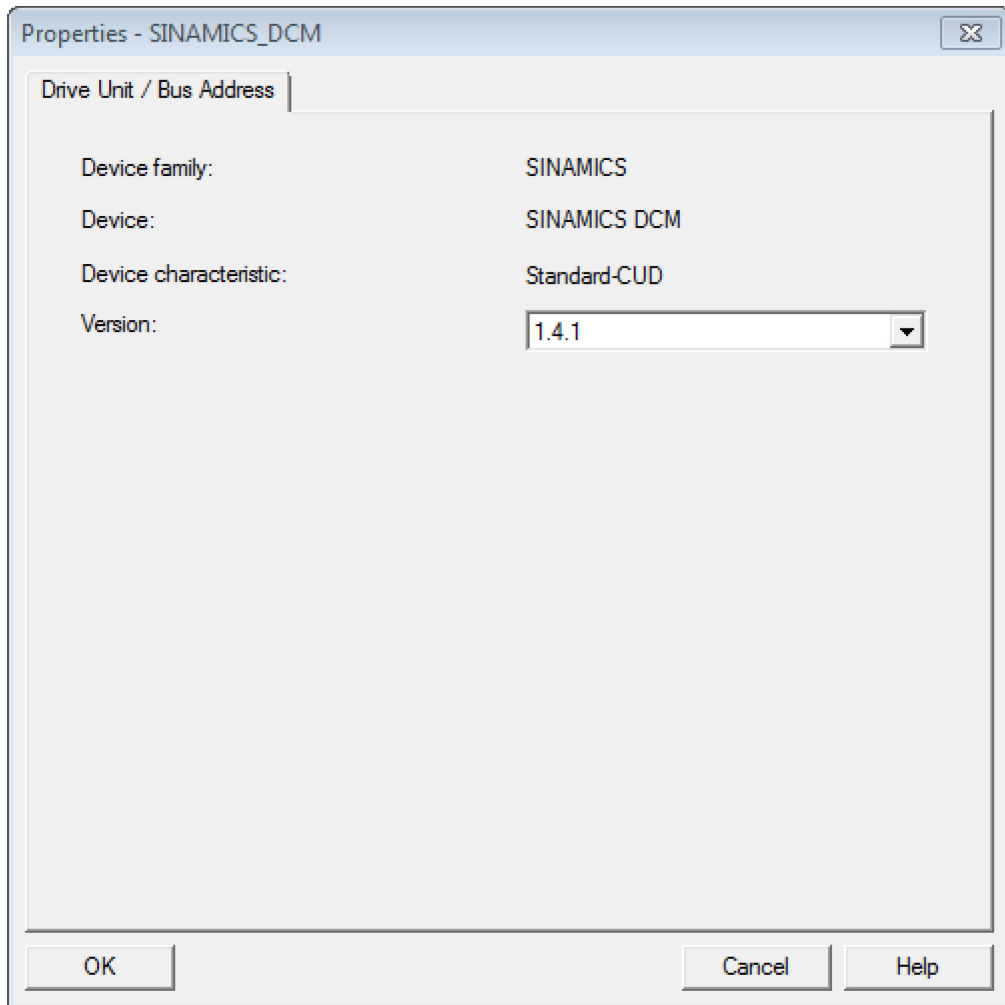 Properties - SINAMICS_DCM
Drive Unit / Bus Address
Device family: SINAMICS
Device: SINAMICS DCM
Device characteristic: Standard-CUD
Version: 1.4.1
OK Cancel Help